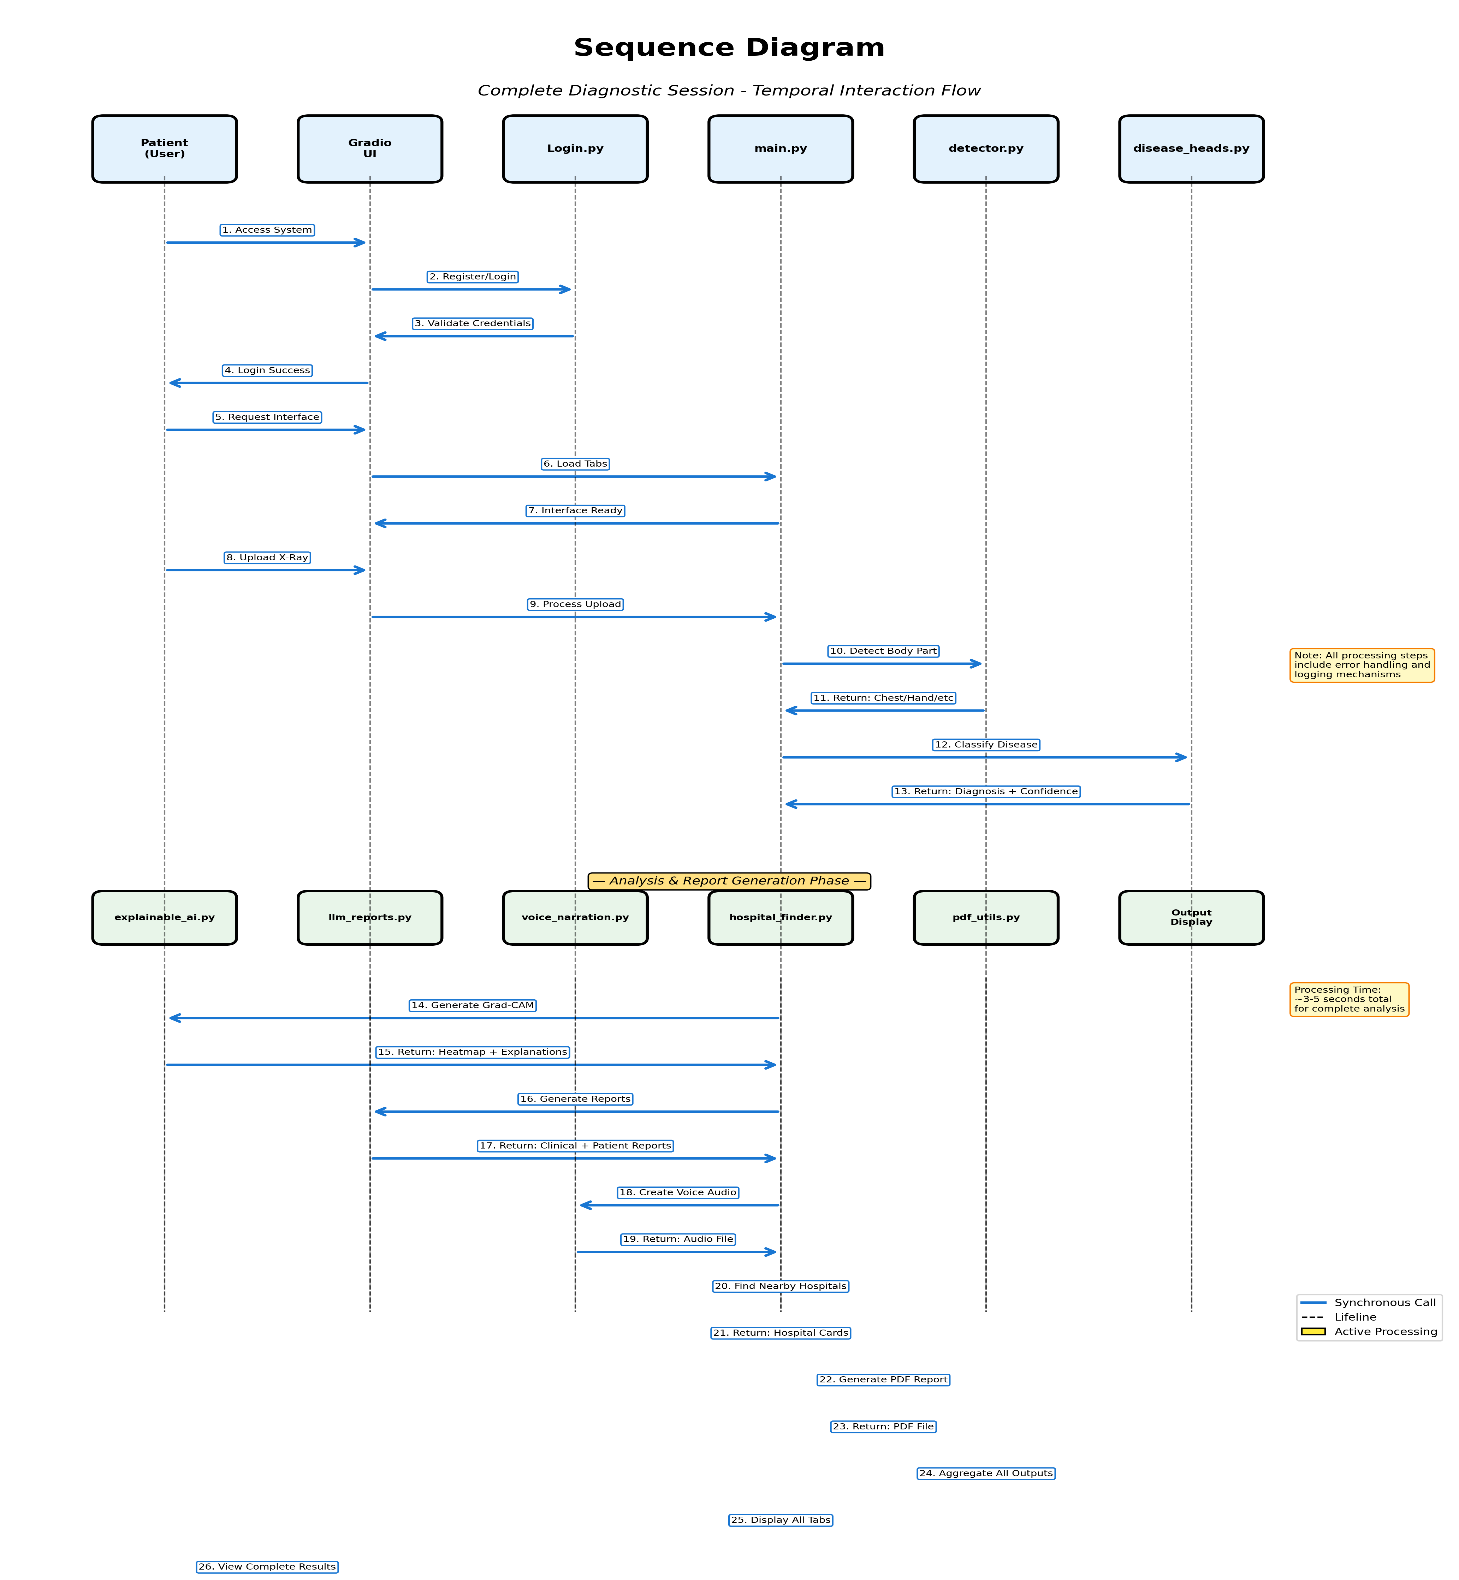 Sequence Diagram
Complete Diagnostic Session - Temporal Interaction Flow
Patient
(User)
Gradio
UI
Login.py
main.py
detector.py
disease_heads.py
1. Access System
2. Register/Login
3. Validate Credentials
4. Login Success
5. Request Interface
6. Load Tabs
7. Interface Ready
8. Upload X-Ray
9. Process Upload
10. Detect Body Part
Note: All processing steps
include error handling and
logging mechanisms
11. Return: Chest/Hand/etc
12. Classify Disease
13. Return: Diagnosis + Confidence
— Analysis & Report Generation Phase —
explainable_ai.py
llm_reports.py
voice_narration.py
hospital_finder.py
pdf_utils.py
Output
Display
Processing Time:
~3-5 seconds total
for complete analysis
14. Generate Grad-CAM
15. Return: Heatmap + Explanations
16. Generate Reports
17. Return: Clinical + Patient Reports
18. Create Voice Audio
19. Return: Audio File
20. Find Nearby Hospitals
Synchronous Call
Lifeline
Active Processing
21. Return: Hospital Cards
22. Generate PDF Report
23. Return: PDF File
24. Aggregate All Outputs
25. Display All Tabs
26. View Complete Results